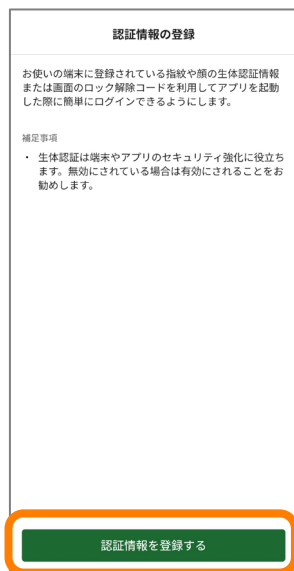 認証情報の登録
お使いの端末に登録されている指紋や顔の生体認証情報
または画面のロック解除コードを利用してアプリを起動
した際に簡単にログインできるようにします。
補足事項
・ 生体認証は端末やアプリのセキュリティ強化に役立ち
ます。無効にされている場合は有効にされることをお
勧めします。
認証情報を登録する